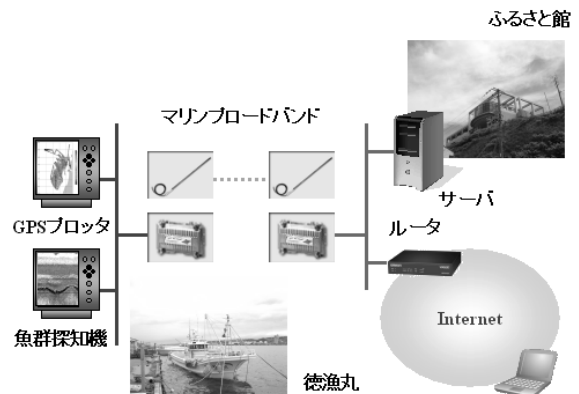 ふるさと館
マリンブロードバンド
サーバ
GPSプロッタ
ルータ
Internet
魚群探知機
徳漁丸